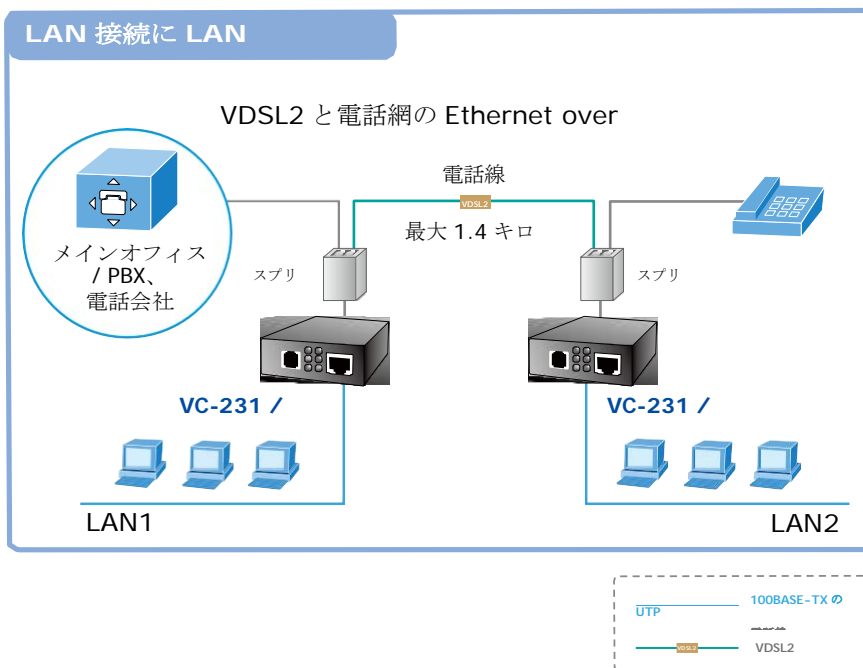 LAN 接続に LAN
VDSL2 と電話網の Ethernet over
電話線
VDSL2
最大 1.4 キロ
メインオフィス
/ PBX、
電話会社
スプリ
スプリ
VC-231 /
VC-231 /
LAN1
LAN2
100BASE-TX の
UTP
VDSL2
VDSL2